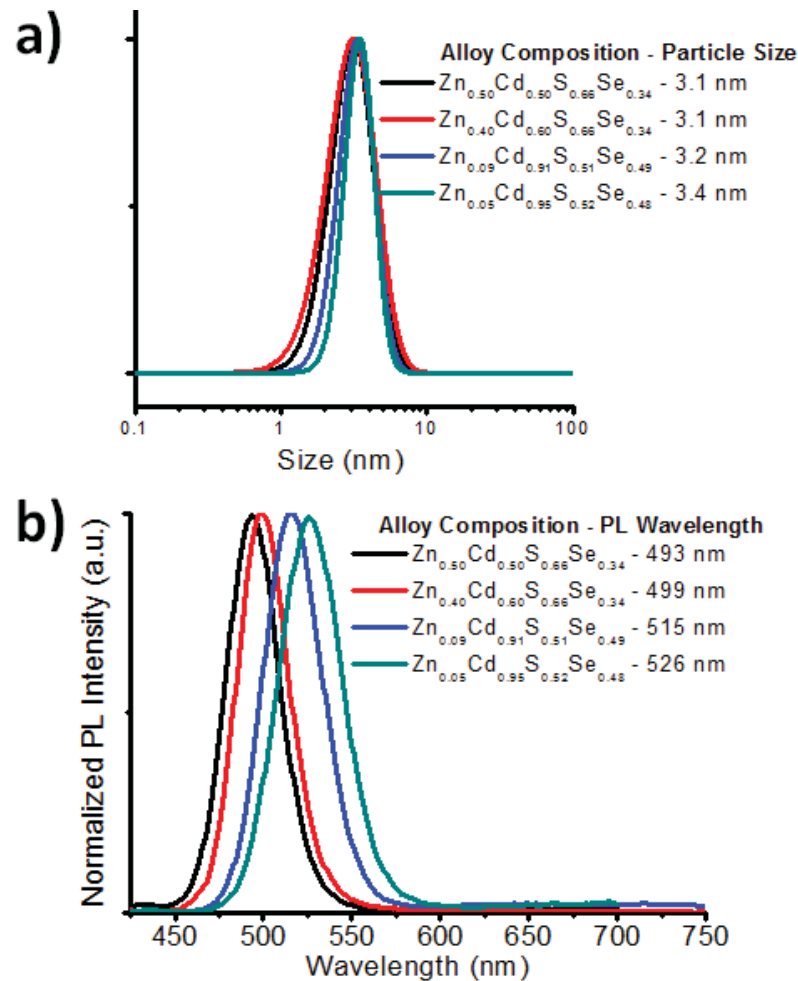 a)
Alloy Composition - Particle Size
Zn0.50Cd0.50S0.66Se0.34 - 3.1 nm
Zn0.40Cd0.60S0.66Se0.34 - 3.1 nm
Zn0.09Cd0.91S0.51Se0.49 - 3.2 nm
Zn0.05Cd0.95S0.52Se0.48 - 3.4 nm
0.1 1 10 100
Size (nm)
b)
Normalized PL Intensity (a.u.)
Alloy Composition - PL Wavelength
Zn0.50Cd0.50S0.66Se0.34 - 493 nm
Zn0.40Cd0.60S0.66Se0.34 - 499 nm
Zn0.09Cd0.91S0.51Se0.49 - 515 nm
Zn0.05Cd0.95S0.52Se0.48 - 526 nm
450 500 550 600 650 700 750
Wavelength (nm)